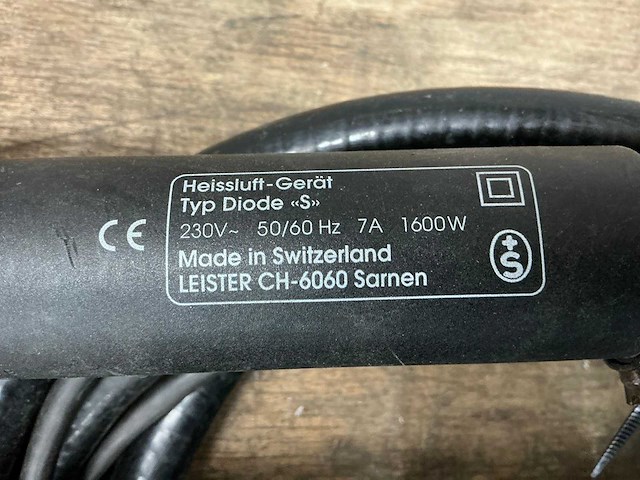 Heissluft-Gerät
Typ Diode «S»
230V~ 50/60 Hz 7A 1600W
Made in Switzerland
LEISTER CH-6060 Sarnen
CE
+S